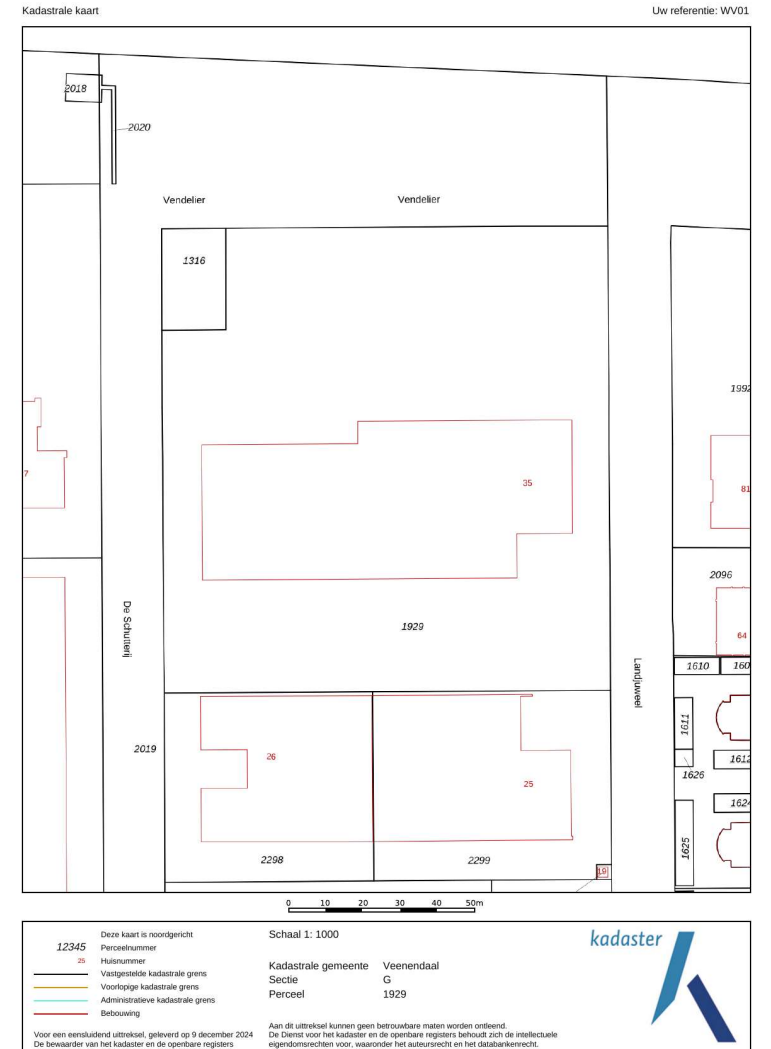 Kadastrale kaart
Uw referentie: WV01
2018
2020
Vendelier
Vendelier
1316
1992
7
35
81
2096
De Schutterij
1929
64
Landjuweel
1610
160
1611
2019
26
1612
1626
25
1624
1625
2298
2299
19
0 10 20 30 40 50m
Deze kaart is noordgericht
12345 Perceelnummer
25 Huisnummer
Vastgestelde kadastrale grens
Voorlopige kadastrale grens
Administratieve kadastrale grens
Bebouwing
Voor een eensluidend uittreksel, geleverd op 9 december 2024
De bewaarder van het kadaster en de openbare registers
Schaal 1: 1000
Kadastrale gemeente Veenendaal
Sectie G
Perceel 1929
Aan dit uittreksel kunnen geen betrouwbare maten worden ontleend.
De Dienst voor het kadaster en de openbare registers behoudt zich de intellectuele
eigendomsrechten voor, waaronder het auteursrecht en het databankenrecht.
kadaster